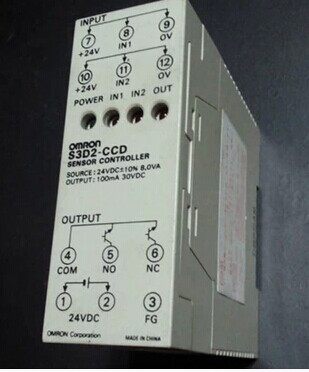 INPUT
7 8 9
+24V IN1 0V
10 11 12
+24V IN2 0V
POWER IN1 IN2 OUT
OMRON
S3D2-CCD
SENSOR CONTROLLER
SOURCE: 24VDC±10% 8.0VA
OUTPUT: 100mA 30VDC
OUTPUT
4 5 6
COM NO NC
1 2 3
24VDC FG
OMRON Corporation MADE IN CHINA